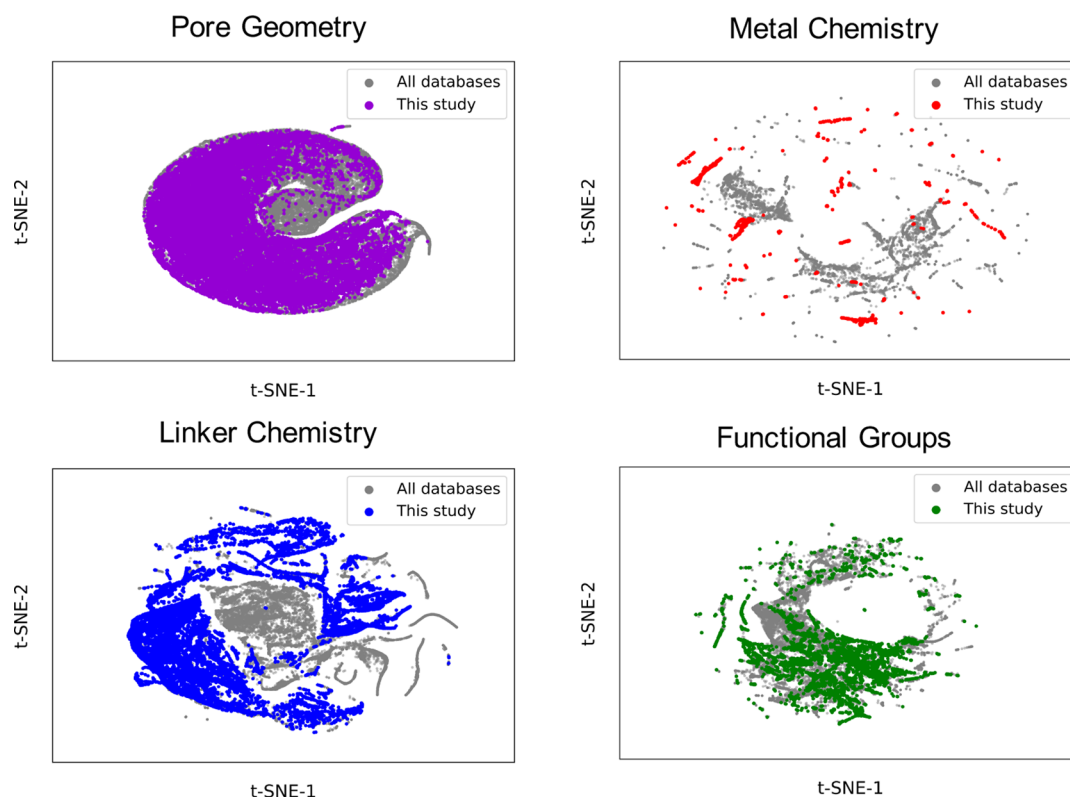 Pore Geometry
All databases
This study
t-SNE-2
t-SNE-1
Metal Chemistry
All databases
This study
t-SNE-2
t-SNE-1
Linker Chemistry
All databases
This study
t-SNE-2
t-SNE-1
Functional Groups
All databases
This study
t-SNE-2
t-SNE-1